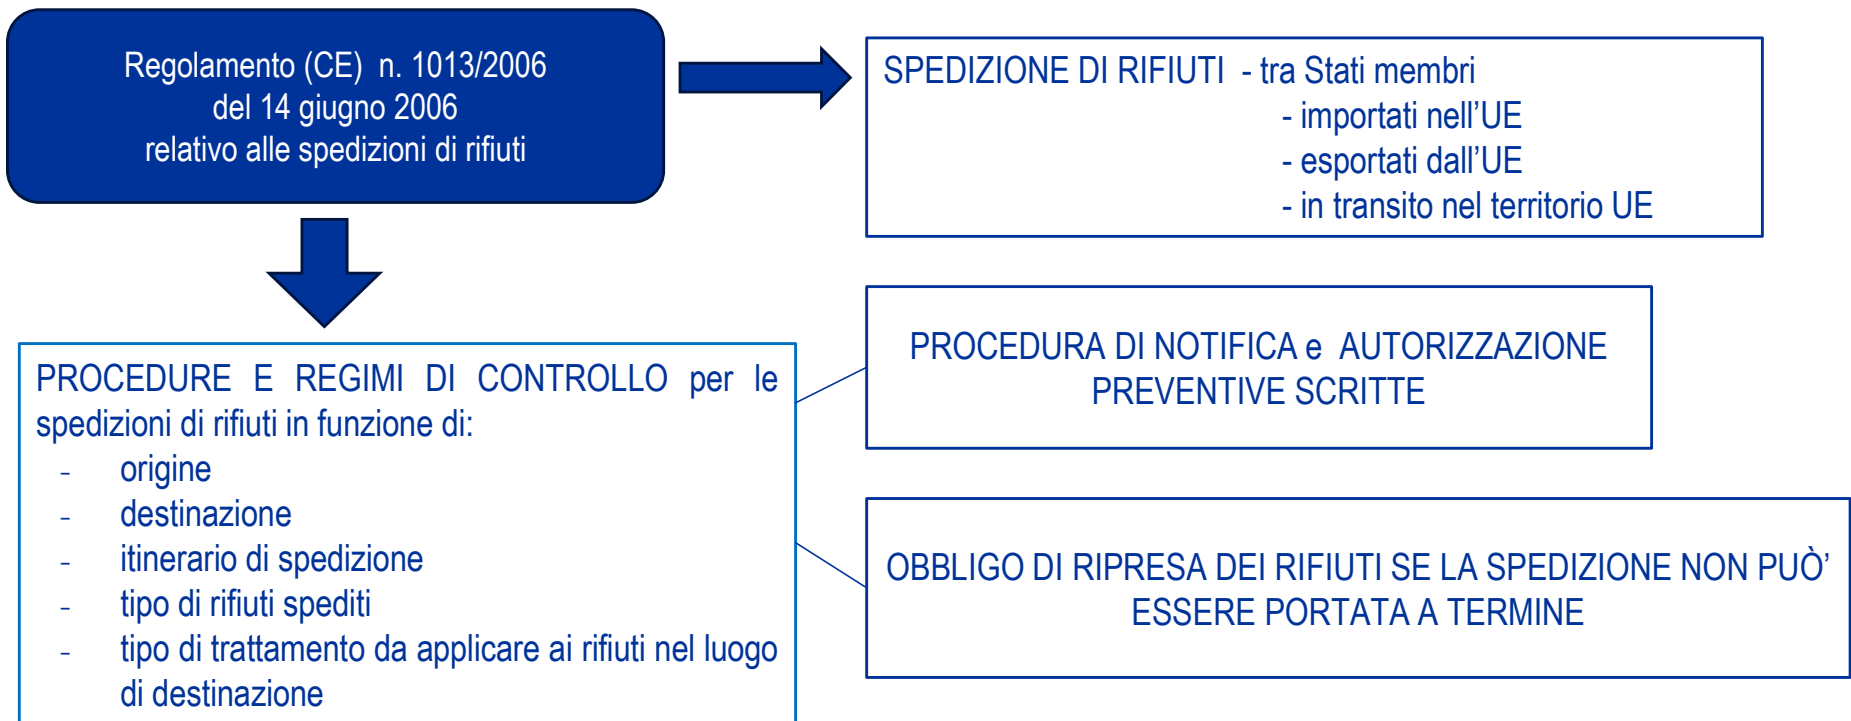 Regolamento (CE) n. 1013/2006
del 14 giugno 2006
relativo alle spedizioni di rifiuti
SPEDIZIONE DI RIFIUTI - tra Stati membri
- importati nell'UE
- esportati dall'UE
- in transito nel territorio UE
PROCEDURE E REGIMI DI CONTROLLO per le
spedizioni di rifiuti in funzione di:
- origine
- destinazione
- itinerario di spedizione
- tipo di rifiuti spediti
- tipo di trattamento da applicare ai rifiuti nel luogo
di destinazione
PROCEDURA DI NOTIFICA e AUTORIZZAZIONE
PREVENTIVE SCRITTE
OBBLIGO DI RIPRESA DEI RIFIUTI SE LA SPEDIZIONE NON PUÒ'
ESSERE PORTATA A TERMINE